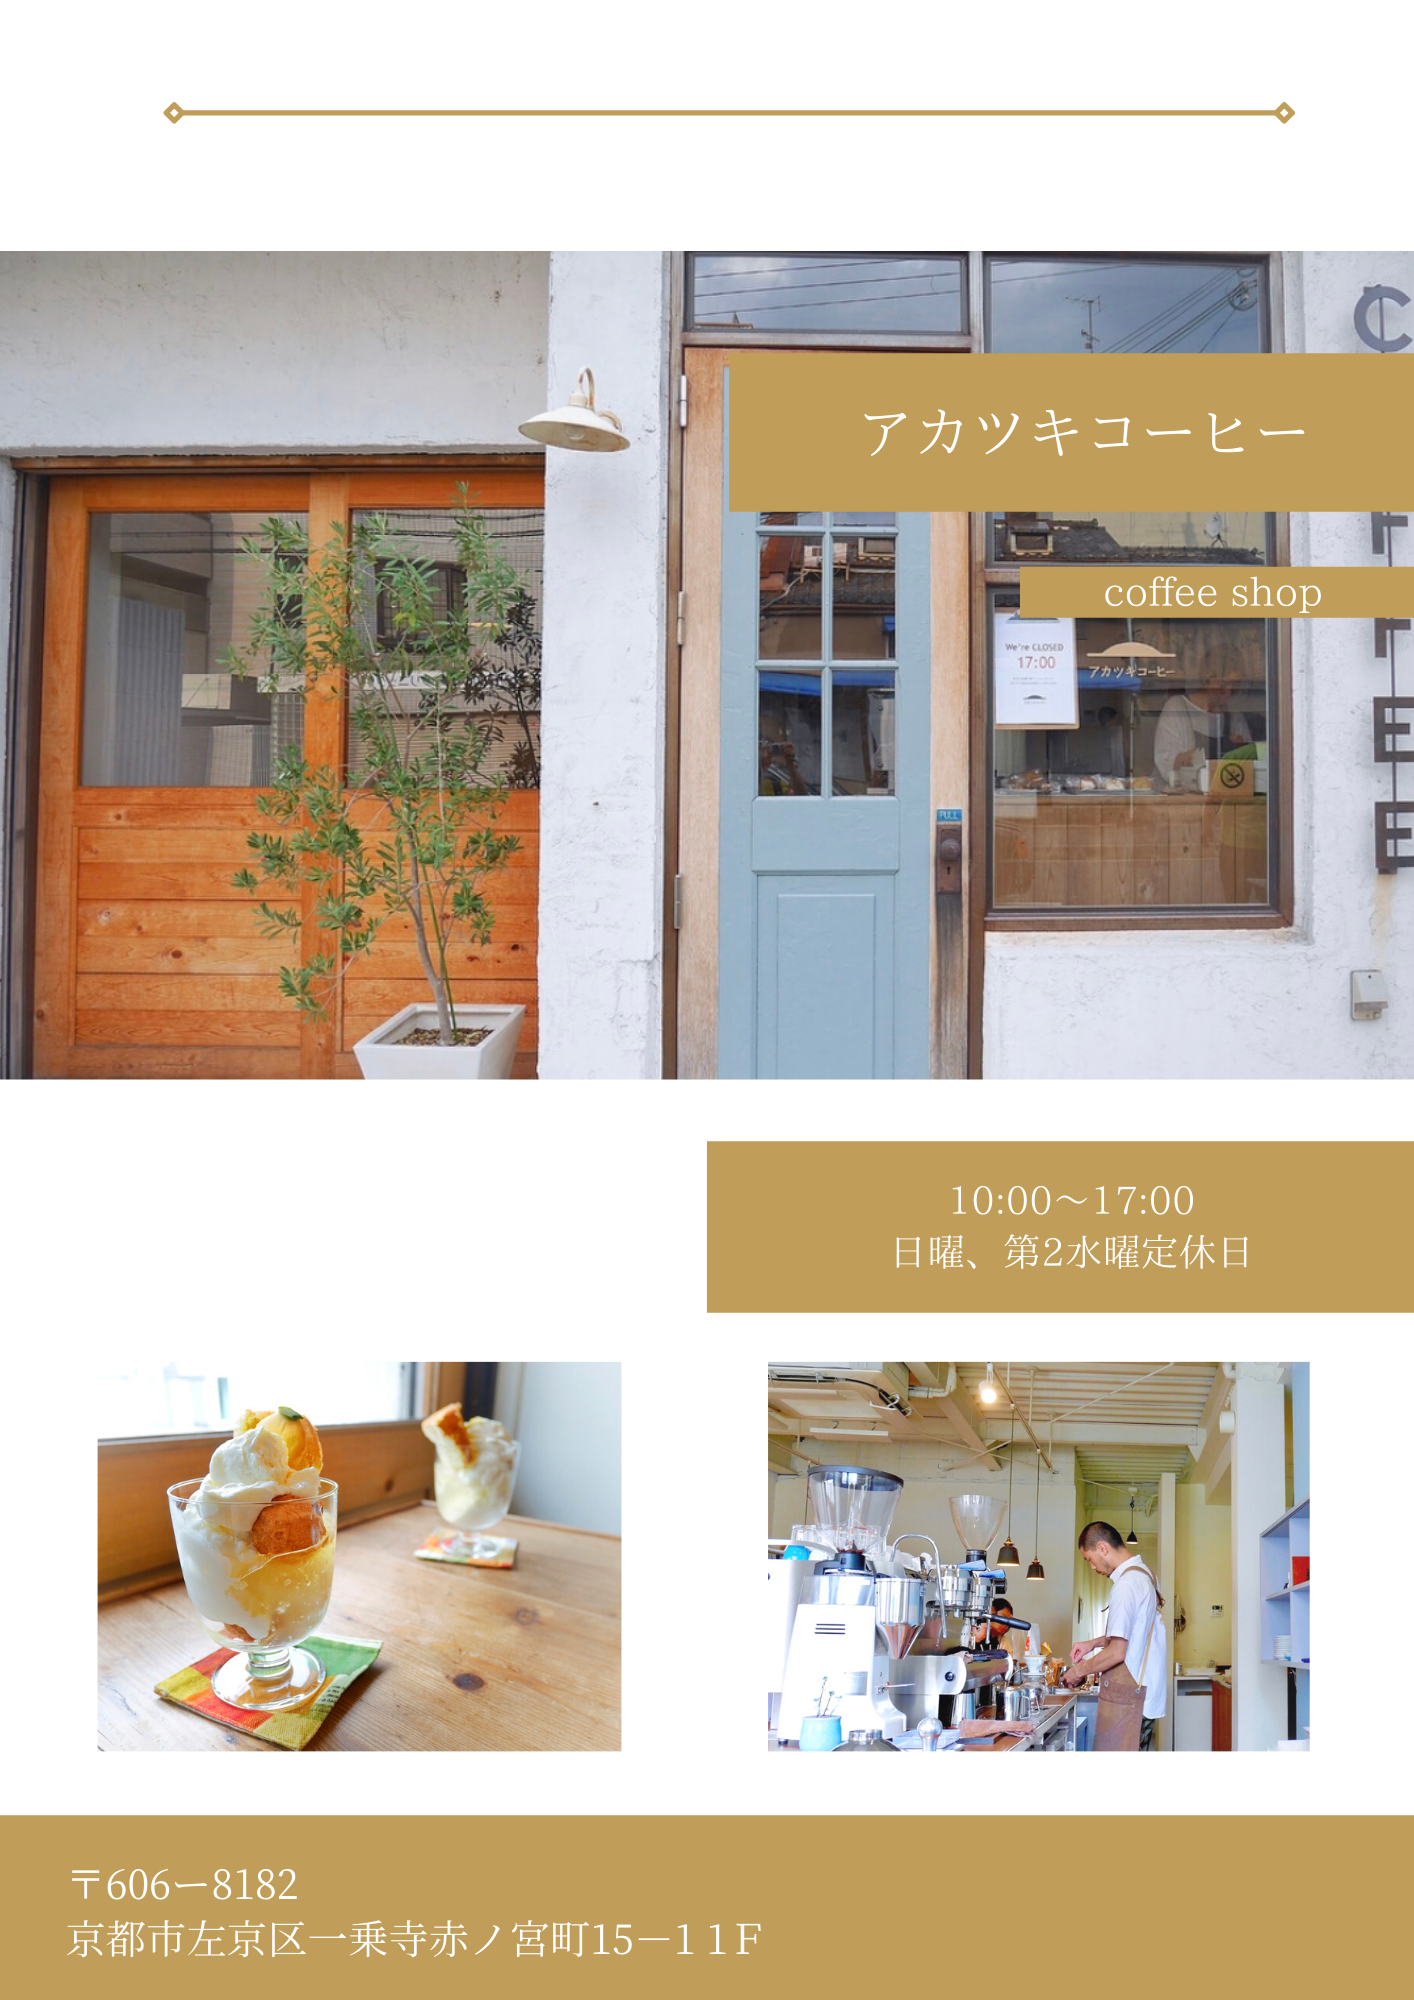 アカツキコーヒー
coffee shop
C
F
F
E
E
We're CLOSED
17:00
アカツキコーヒー
PULL
10:00～17:00
日曜、第2水曜定休日
〒606ー8182
京都市左京区一乗寺赤ノ宮町15－1 1F